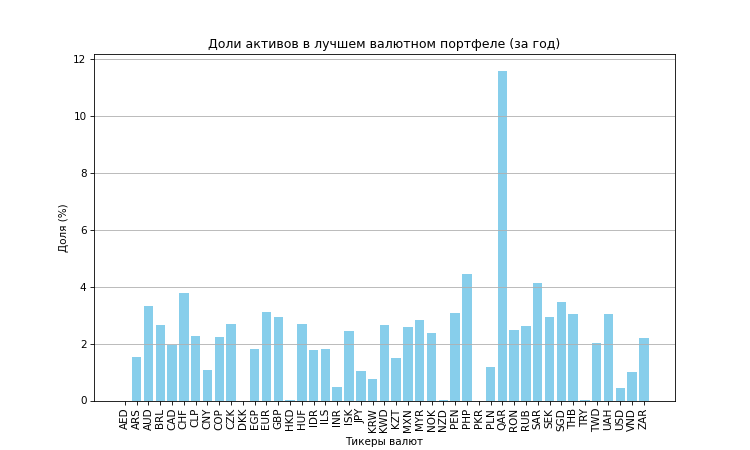 Доли активов в лучшем валютном портфеле (за год)
12
10
8
6
4
2
0
Доля (%)
AED ARS AUD BRL CAD CHF CLP CNY COP CZK DKK EGP EUR GBP HKD HUF IDR ILS INR ISK JPY KRW KWD KZT MXN MYR NOK NZD PEN PHP PKR PLN QAR RON RUB SAR SEK SGD THB TRY TWD UAH USD VND ZAR
Тикеры валют